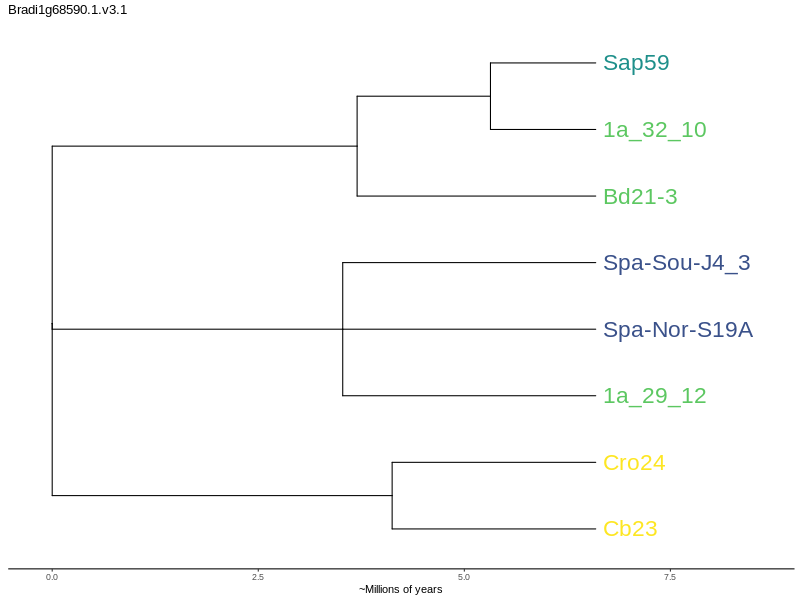 Bradi1g68590.1.v3.1
Sap59
1a_32_10
Bd21-3
Spa-Sou-J4_3
Spa-Nor-S19A
1a_29_12
Cro24
Cb23
0.0 2.5 5.0 7.5
~Millions of years